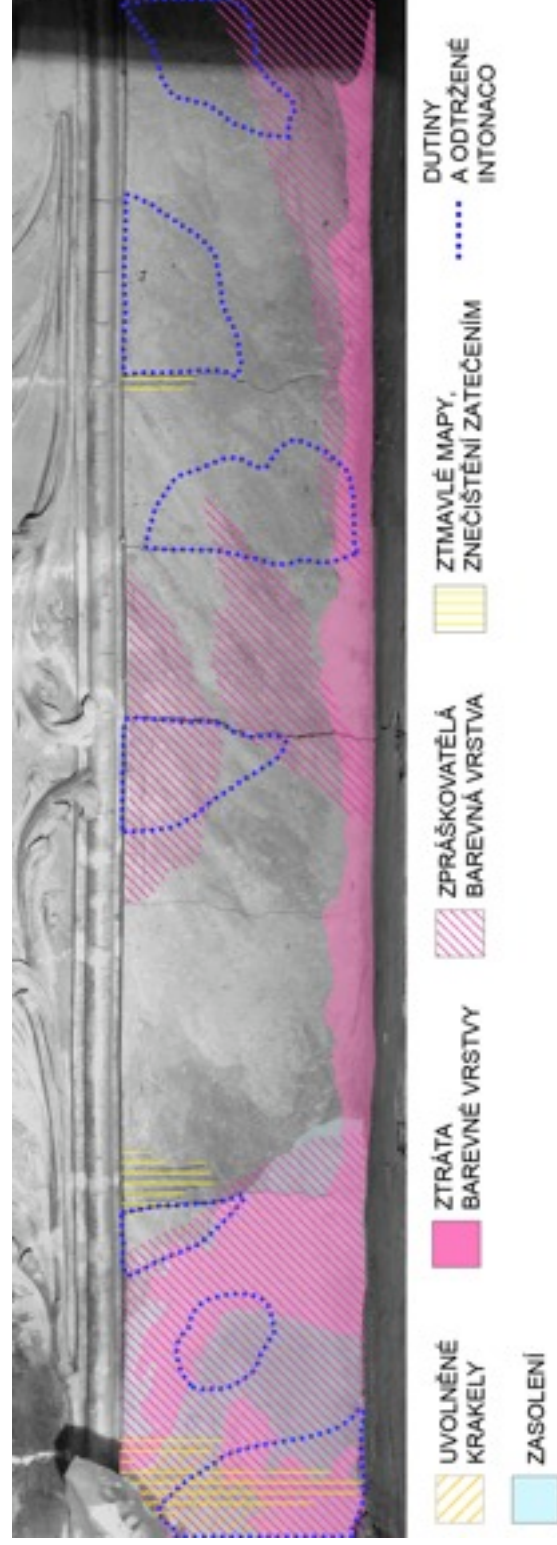 UVOLNĚNÉ
KRAKELY
ZASOLENÍ
ZTRÁTA
BAREVNÉ VRSTVY
ZPRÁŠKOVATĚLÁ
BAREVNÁ VRSTVA
ZTMAVLÉ MAPY,
ZNEČIŠTĚNÍ ZATEČENÍM
DUTINY
A ODTRŽENÉ
INTONACO